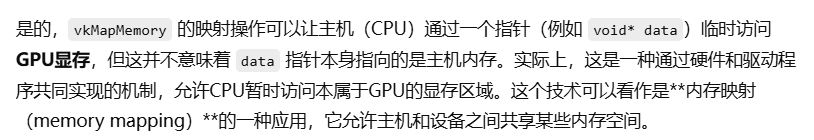 是的，vkMapMemory 的映射操作可以让主机（CPU）通过一个指针（例如 void* data）临时访问
GPU显存，但这并不意味着 data 指针本身指向的是主机内存。实际上，这是一种通过硬件和驱动程
序共同实现的机制，允许CPU暂时访问本属于GPU的显存区域。这个技术可以看作是**内存映射
（memory mapping）**的一种应用，它允许主机和设备之间共享某些内存空间。